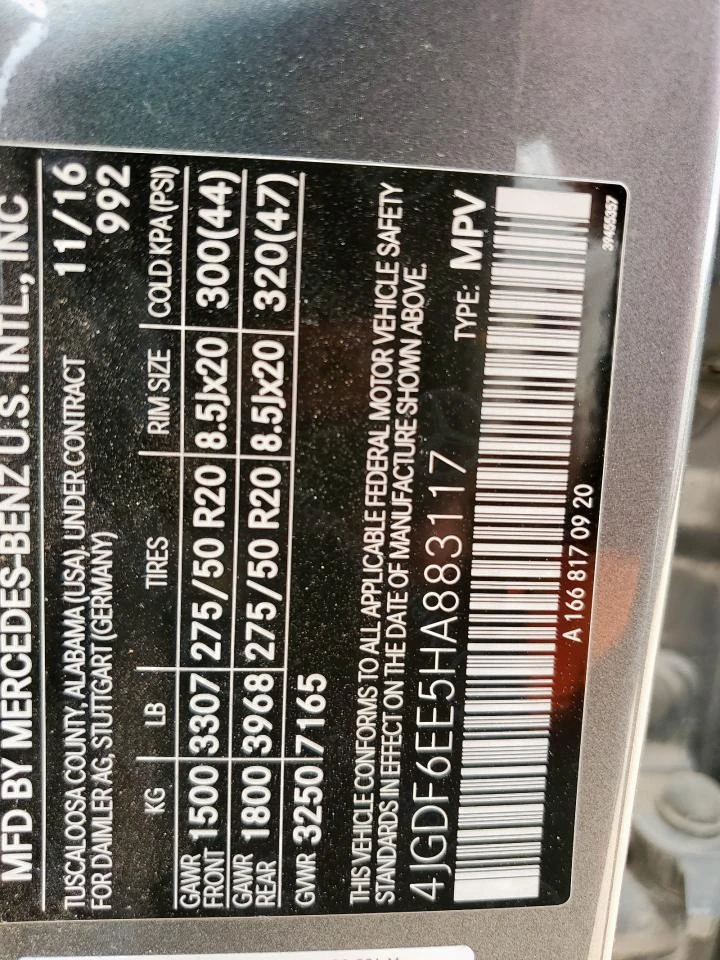 MFD BY MERCEDES-BENZ U.S. INTL., INC
TUSCALOOSA COUNTY, ALABAMA (USA), UNDER CONTRACT 11/16
FOR DAIMLER AG, STUTTGART (GERMANY) 992
KG LB TIRES RIM SIZE COLD KPA (PSI)
GAWR FRONT 1500 3307 275/50 R20 8.5Jx20 300(44)
GAWR REAR 1800 3968 275/50 R20 8.5Jx20 320(47)
GVWR 3250 7165
THIS VEHICLE CONFORMS TO ALL APPLICABLE FEDERAL MOTOR VEHICLE SAFETY
STANDARDS IN EFFECT ON THE DATE OF MANUFACTURE SHOWN ABOVE.
4JGDF6EE5HA883117 TYPE: MPV
A 166 817 09 20
39455357